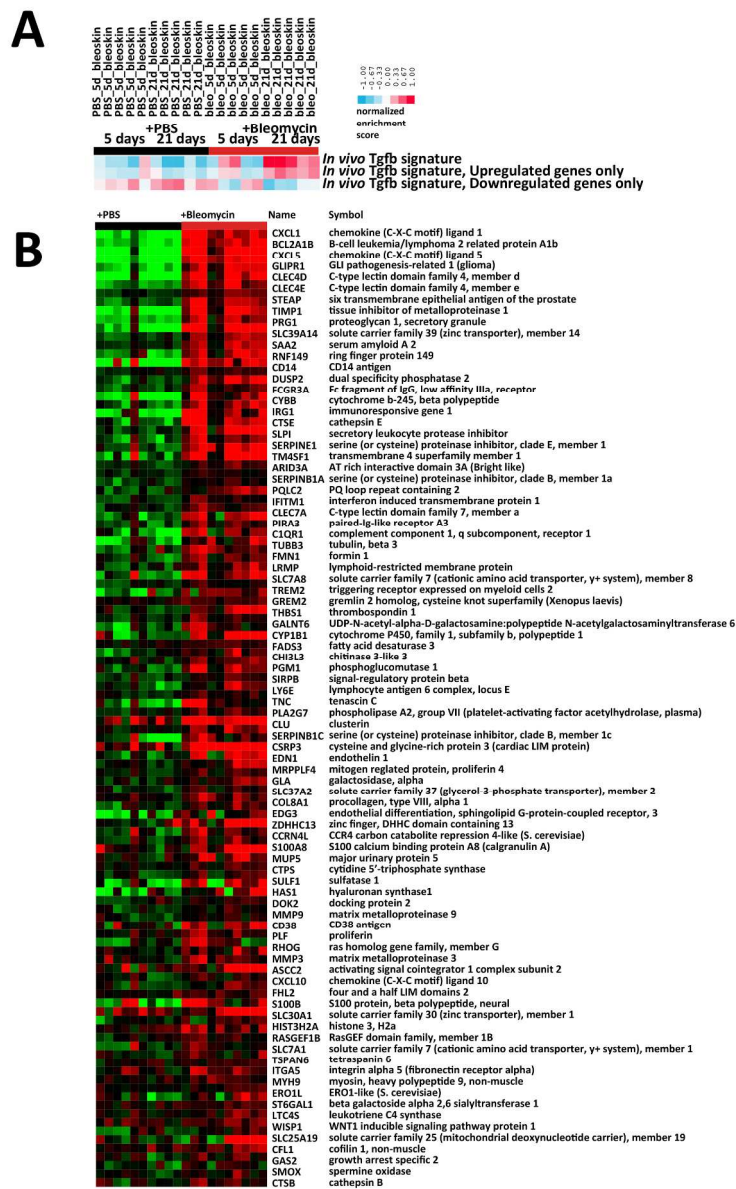 A
PBS_5d_bleoskin
PBS_5d_bleoskin
PBS_5d_bleoskin
PBS_5d_bleoskin
PBS_5d_bleoskin
PBS_21d_bleoskin
PBS_21d_bleoskin
PBS_21d_bleoskin
PBS_21d_bleoskin
PBS_21d_bleoskin
bleo_5d_bleoskin
bleo_5d_bleoskin
bleo_5d_bleoskin
bleo_5d_bleoskin
bleo_5d_bleoskin
bleo_21d_bleoskin
bleo_21d_bleoskin
bleo_21d_bleoskin
bleo_21d_bleoskin
bleo_21d_bleoskin
-1.00 -0.67 -0.33 0.00 0.33 0.67 1.00
normalized
enrichment
score
+PBS +Bleomycin
5 days 21 days 5 days 21 days
In vivo Tgfb signature
In vivo Tgfb signature, Upregulated genes only
In vivo Tgfb signature, Downregulated genes only
B
+PBS +Bleomycin Name Symbol
CXCL1 chemokine (C-X-C motif) ligand 1
BCL2A1B B-cell leukemia/lymphoma 2 related protein A1b
CXCL5 chemokine (C-X-C motif) ligand 5
GLIPR1 GLI pathogenesis-related 1 (glioma)
CLEC4D C-type lectin domain family 4, member d
CLEC4E C-type lectin domain family 4, member e
STEAP six transmembrane epithelial antigen of the prostate
TIMP1 tissue inhibitor of metalloproteinase 1
PRG1 proteoglycan 1, secretory granule
SLC39A14 solute carrier family 39 (zinc transporter), member 14
SAA2 serum amyloid A 2
RNF149 ring finger protein 149
CD14 CD14 antigen
DUSP2 dual specificity phosphatase 2
FCGR3A Fc fragment of IgG, low affinity IIIa, receptor
CYBB cytochrome b-245, beta polypeptide
IRG1 immunoresponsive gene 1
CTSE cathepsin E
SLPI secretory leukocyte protease inhibitor
SERPINE1 serine (or cysteine) proteinase inhibitor, clade E, member 1
TM4SF1 transmembrane 4 superfamily member 1
ARID3A AT rich interactive domain 3A (Bright like)
SERPINB1A serine (or cysteine) proteinase inhibitor, clade B, member 1a
PQLC2 PQ loop repeat containing 2
IFITM1 interferon induced transmembrane protein 1
CLEC7A C-type lectin domain family 7, member a
PIRA3 paired-Ig-like receptor A3
C1QR1 complement component 1, q subcomponent, receptor 1
TUBB3 tubulin, beta 3
FMN1 formin 1
LRMP lymphoid-restricted membrane protein
SLC7A8 solute carrier family 7 (cationic amino acid transporter, y+ system), member 8
TREM2 triggering receptor expressed on myeloid cells 2
GREM2 gremlin 2 homolog, cysteine knot superfamily (Xenopus laevis)
THBS1 thrombospondin 1
GALNT6 UDP-N-acetyl-alpha-D-galactosamine:polypeptide N-acetylgalactosaminyltransferase 6
CYP1B1 cytochrome P450, family 1, subfamily b, polypeptide 1
FADS3 fatty acid desaturase 3
CHI3L3 chitinase 3-like 3
PGM1 phosphoglucomutase 1
SIRPB signal-regulatory protein beta
LY6E lymphocyte antigen 6 complex, locus E
TNC tenascin C
PLA2G7 phospholipase A2, group VII (platelet-activating factor acetylhydrolase, plasma)
CLU clusterin
SERPINB1C serine (or cysteine) proteinase inhibitor, clade B, member 1c
CSRP3 cysteine and glycine-rich protein 3 (cardiac LIM protein)
EDN1 endothelin 1
MRPPLF4 mitogen reglated protein, proliferin 4
GLA galactosidase, alpha
SLC37A2 solute carrier family 37 (glycerol-3-phosphate transporter), member 2
COL8A1 procollagen, type VIII, alpha 1
EDG3 endothelial differentiation, sphingolipid G-protein-coupled receptor, 3
ZDHHC13 zinc finger, DHHC domain containing 13
CCRN4L CCR4 carbon catabolite repression 4-like (S. cerevisiae)
S100A8 S100 calcium binding protein A8 (calgranulin A)
MUP5 major urinary protein 5
CTPS cytidine 5'-triphosphate synthase
SULF1 sulfatase 1
HAS1 hyaluronan synthase1
DOK2 docking protein 2
MMP9 matrix metalloproteinase 9
CD38 CD38 antigen
PLF proliferin
RHOG ras homolog gene family, member G
MMP3 matrix metalloproteinase 3
ASCC2 activating signal cointegrator 1 complex subunit 2
CXCL10 chemokine (C-X-C motif) ligand 10
FHL2 four and a half LIM domains 2
S100B S100 protein, beta polypeptide, neural
SLC30A1 solute carrier family 30 (zinc transporter), member 1
HIST3H2A histone 3, H2a
RASGEF1B RasGEF domain family, member 1B
SLC7A1 solute carrier family 7 (cationic amino acid transporter, y+ system), member 1
TSPAN6 tetraspanin 6
ITGA5 integrin alpha 5 (fibronectin receptor alpha)
MYH9 myosin, heavy polypeptide 9, non-muscle
ERO1L ERO1-like (S. cerevisiae)
ST6GAL1 beta galactoside alpha 2,6 sialyltransferase 1
LTC4S leukotriene C4 synthase
WISP1 WNT1 inducible signaling pathway protein 1
SLC25A19 solute carrier family 25 (mitochondrial deoxynucleotide carrier), member 19
CFL1 cofilin 1, non-muscle
GAS2 growth arrest specific 2
SMOX spermine oxidase
CTSB cathepsin B